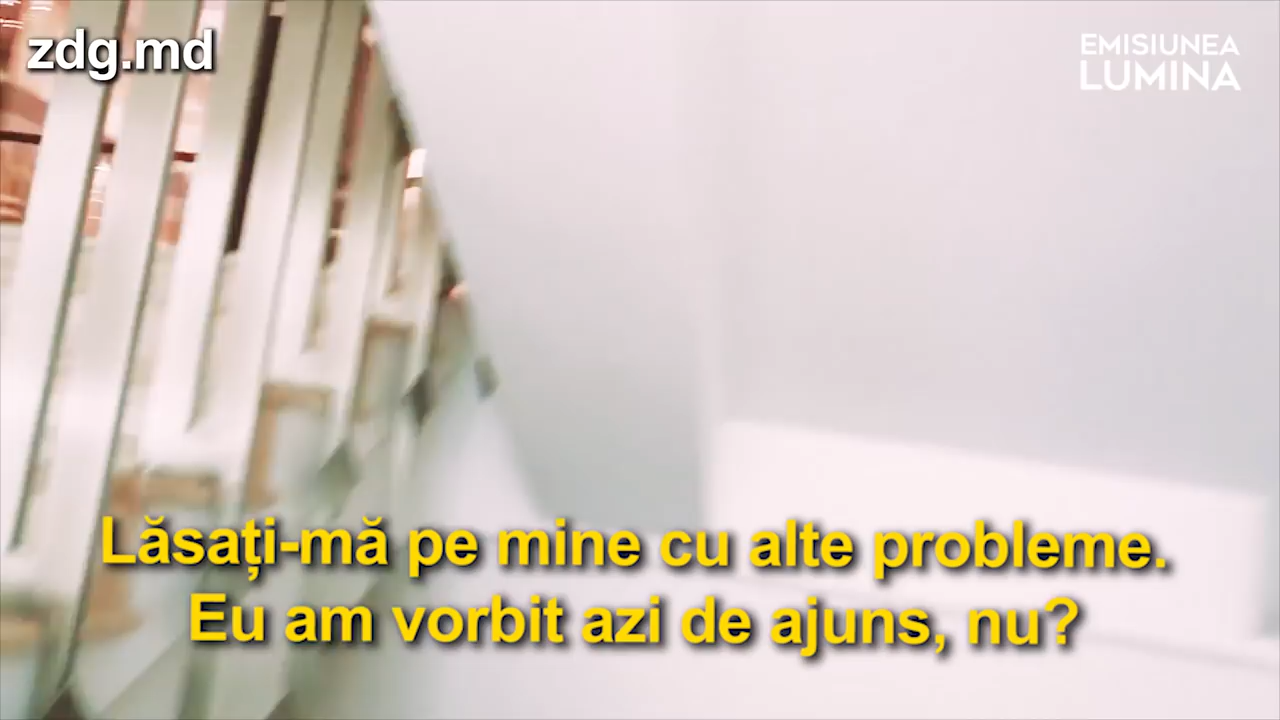 zdg.md
EMISIUNEA
LUMINA
Lăsați-mă pe mine cu alte probleme.
Eu am vorbit azi de ajuns, nu?